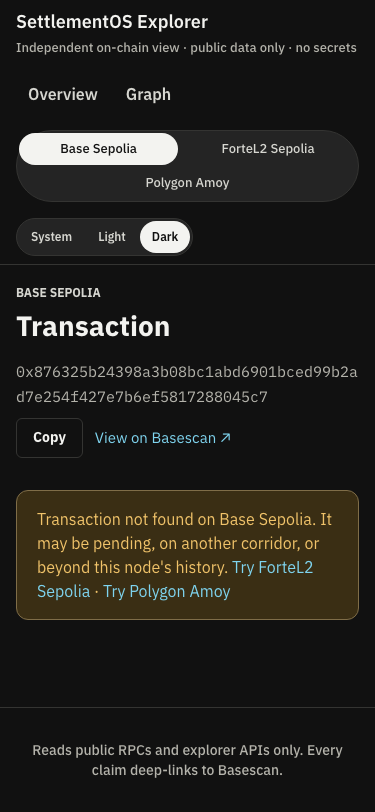 SettlementOS Explorer
Independent on-chain view · public data only · no secrets
Overview Graph
Base Sepolia ForteL2 Sepolia
Polygon Amoy
System Light Dark
BASE SEPOLIA
Transaction
0x876325b24398a3b08bc1abd6901bced99b2a
d7e254f427e7b6ef5817288045c7
Copy View on Basescan ↗
Transaction not found on Base Sepolia. It
may be pending, on another corridor, or
beyond this node's history. Try ForteL2
Sepolia · Try Polygon Amoy
Reads public RPCs and explorer APIs only. Every
claim deep-links to Basescan.